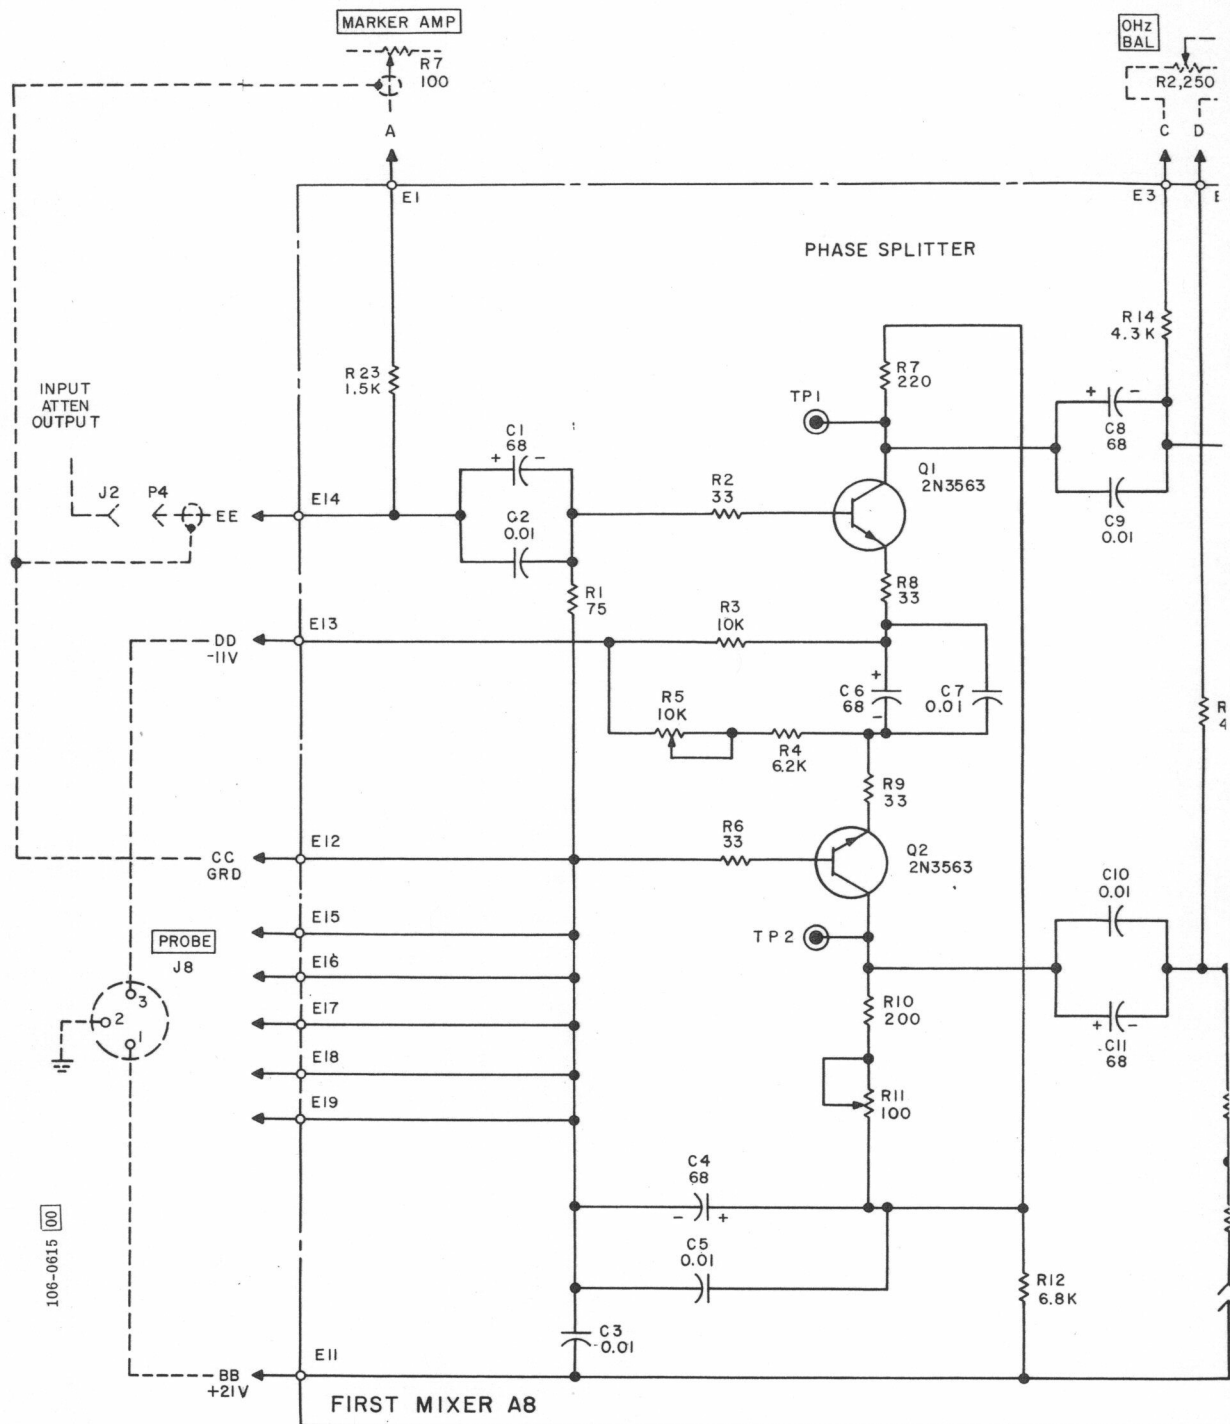 MARKER AMP
R7
100
A
E1
OHz
BAL
R2,250
C D
E3
PHASE SPLITTER
R14
4.3K
R7
220
R23
1.5K
INPUT
ATTEN
OUTPUT
TP1
+ -
C8
68
C1
68
+ -
Q1
2N3563
J2 P4
EE
E14
R2
33
C2
0.01
C9
0.01
R1
75
R8
33
E13
R3
10K
DD
-11V
+
C6
68
-
C7
0.01
R5
10K
R4
6.2K
R9
33
E12
CC
GRD
R6
33
Q2
2N3563
C10
0.01
E15
PROBE
J8
TP2
E16
3
2
1
E17
R10
200
+ -
C11
68
E18
E19
R11
100
C4
68
- +
C5
0.01
106-0615 00
R12
6.8K
C3
0.01
E11
BB
+21V
FIRST MIXER A8